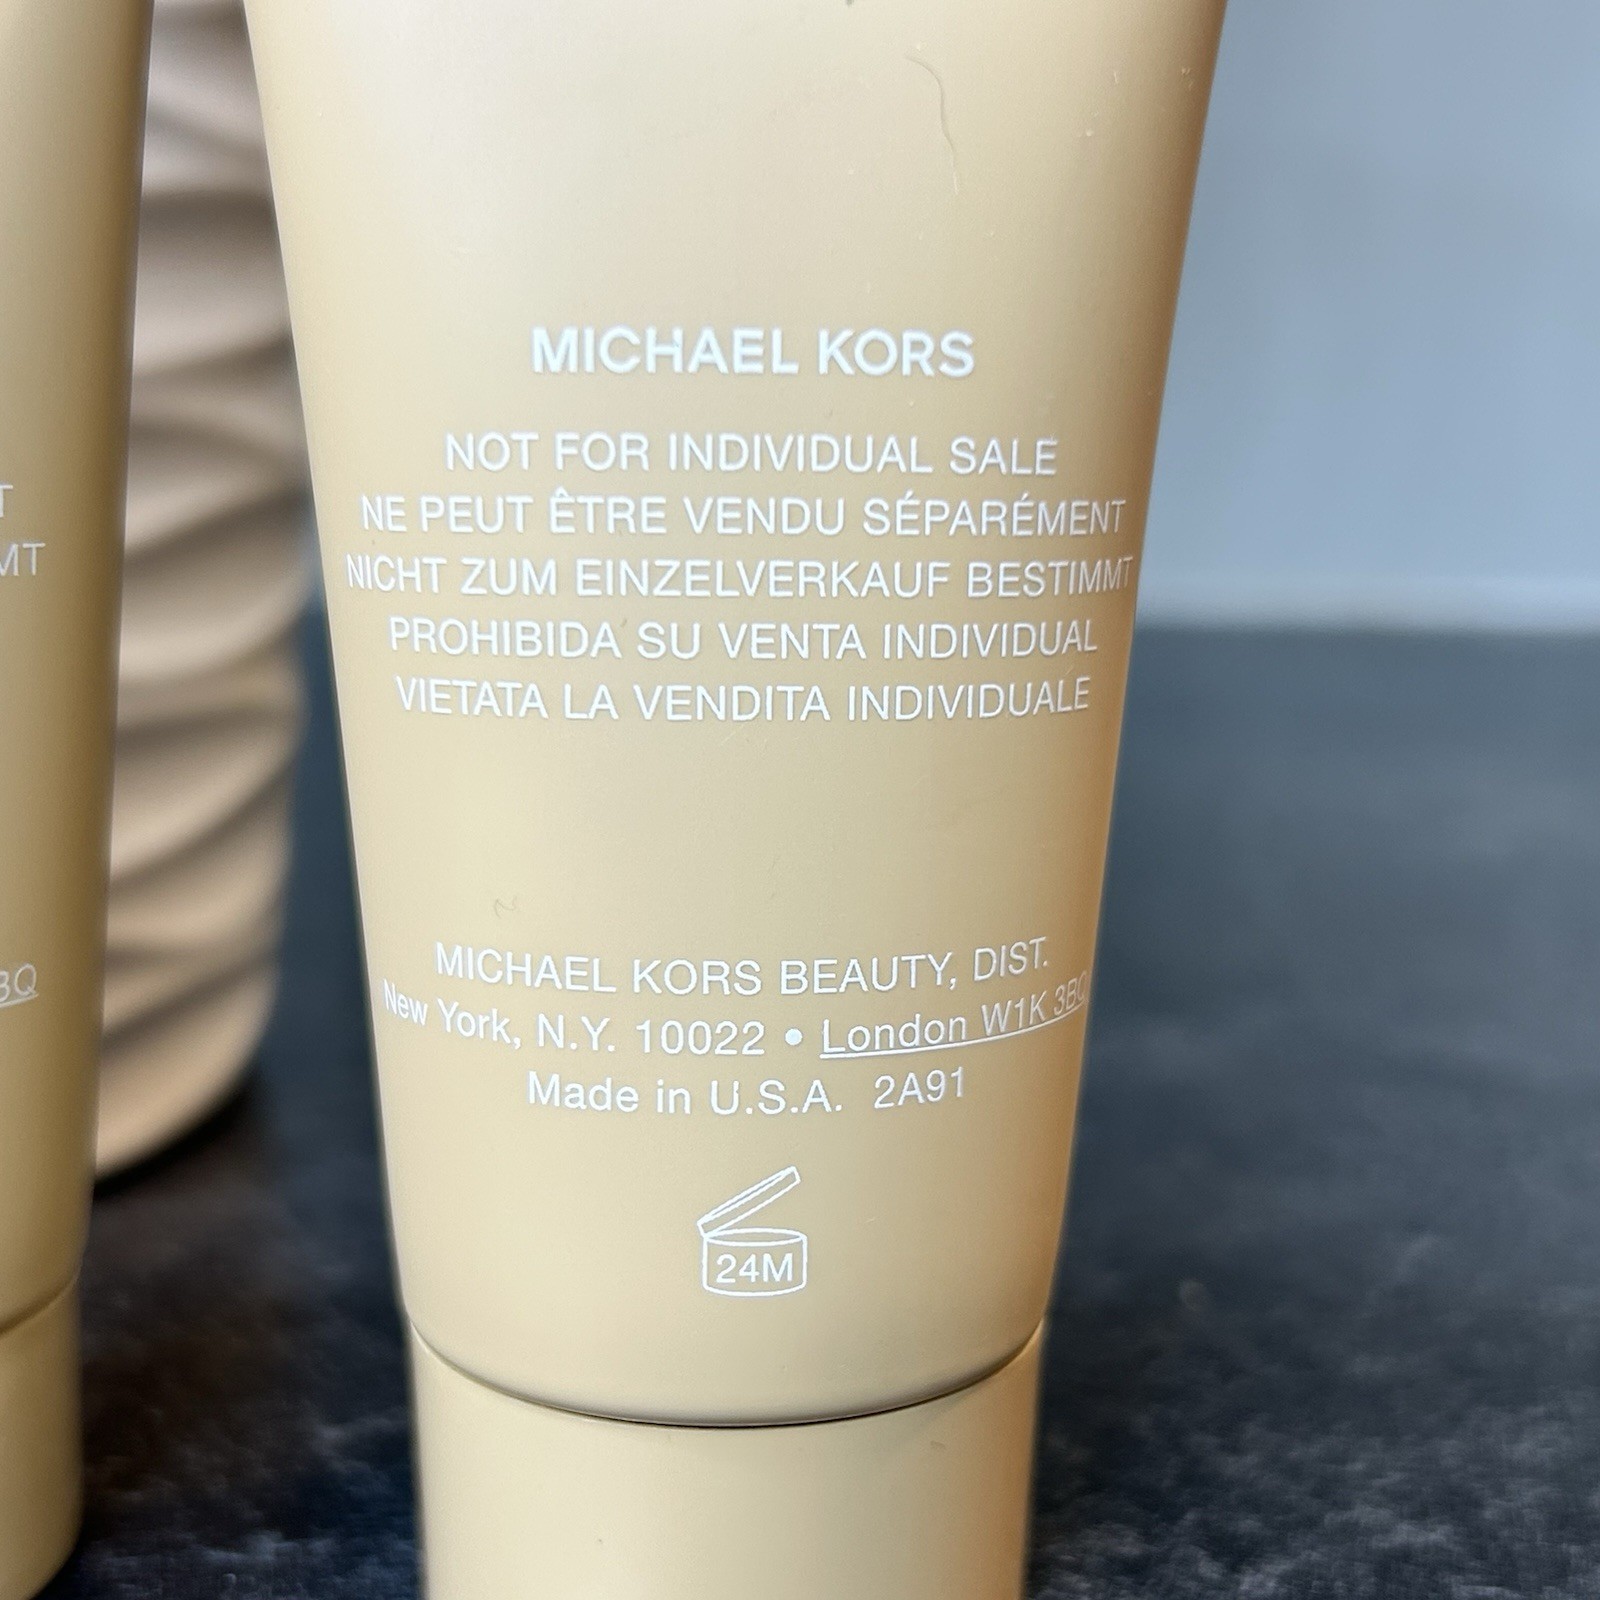 MICHAEL KORS
NOT FOR INDIVIDUAL SALE
NE PEUT ÊTRE VENDU SÉPARÉMENT
NICHT ZUM EINZELVERKAUF BESTIMMT
PROHIBIDA SU VENTA INDIVIDUAL
VIETATA LA VENDITA INDIVIDUALE
MICHAEL KORS BEAUTY, DIST.
New York, N.Y. 10022 • London W1K 3BQ
Made in U.S.A. 2A91
24M